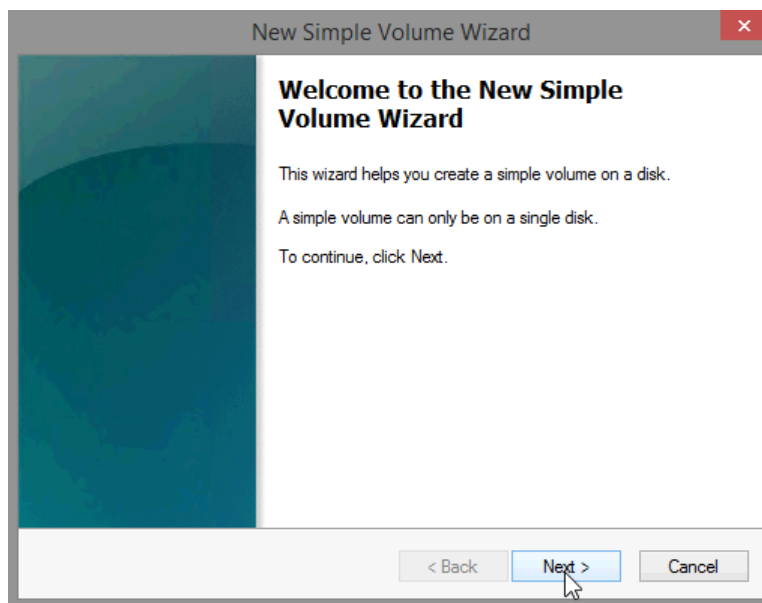 New Simple Volume Wizard
Welcome to the New Simple
Volume Wizard
This wizard helps you create a simple volume on a disk.
A simple volume can only be on a single disk.
To continue, click Next.
< Back
Next >
Cancel